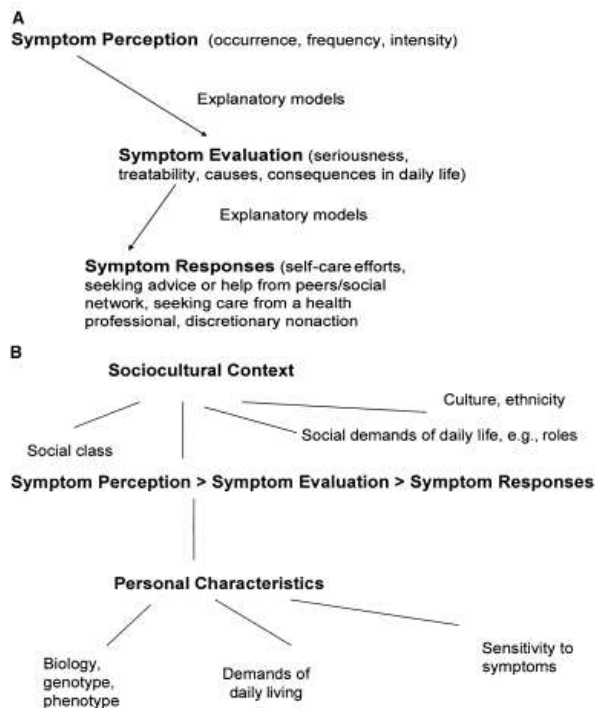 A
Symptom Perception (occurrence, frequency, intensity)
Explanatory models
Symptom Evaluation (seriousness,
treatability, causes, consequences in daily life)
Explanatory models
Symptom Responses (self-care efforts,
seeking advice or help from peers/social
network, seeking care from a health
professional, discretionary nonaction
B
Sociocultural Context
Culture, ethnicity
Social demands of daily life, e.g., roles
Social class
Symptom Perception > Symptom Evaluation > Symptom Responses
Personal Characteristics
Biology,
genotype,
phenotype
Demands of
daily living
Sensitivity to
symptoms